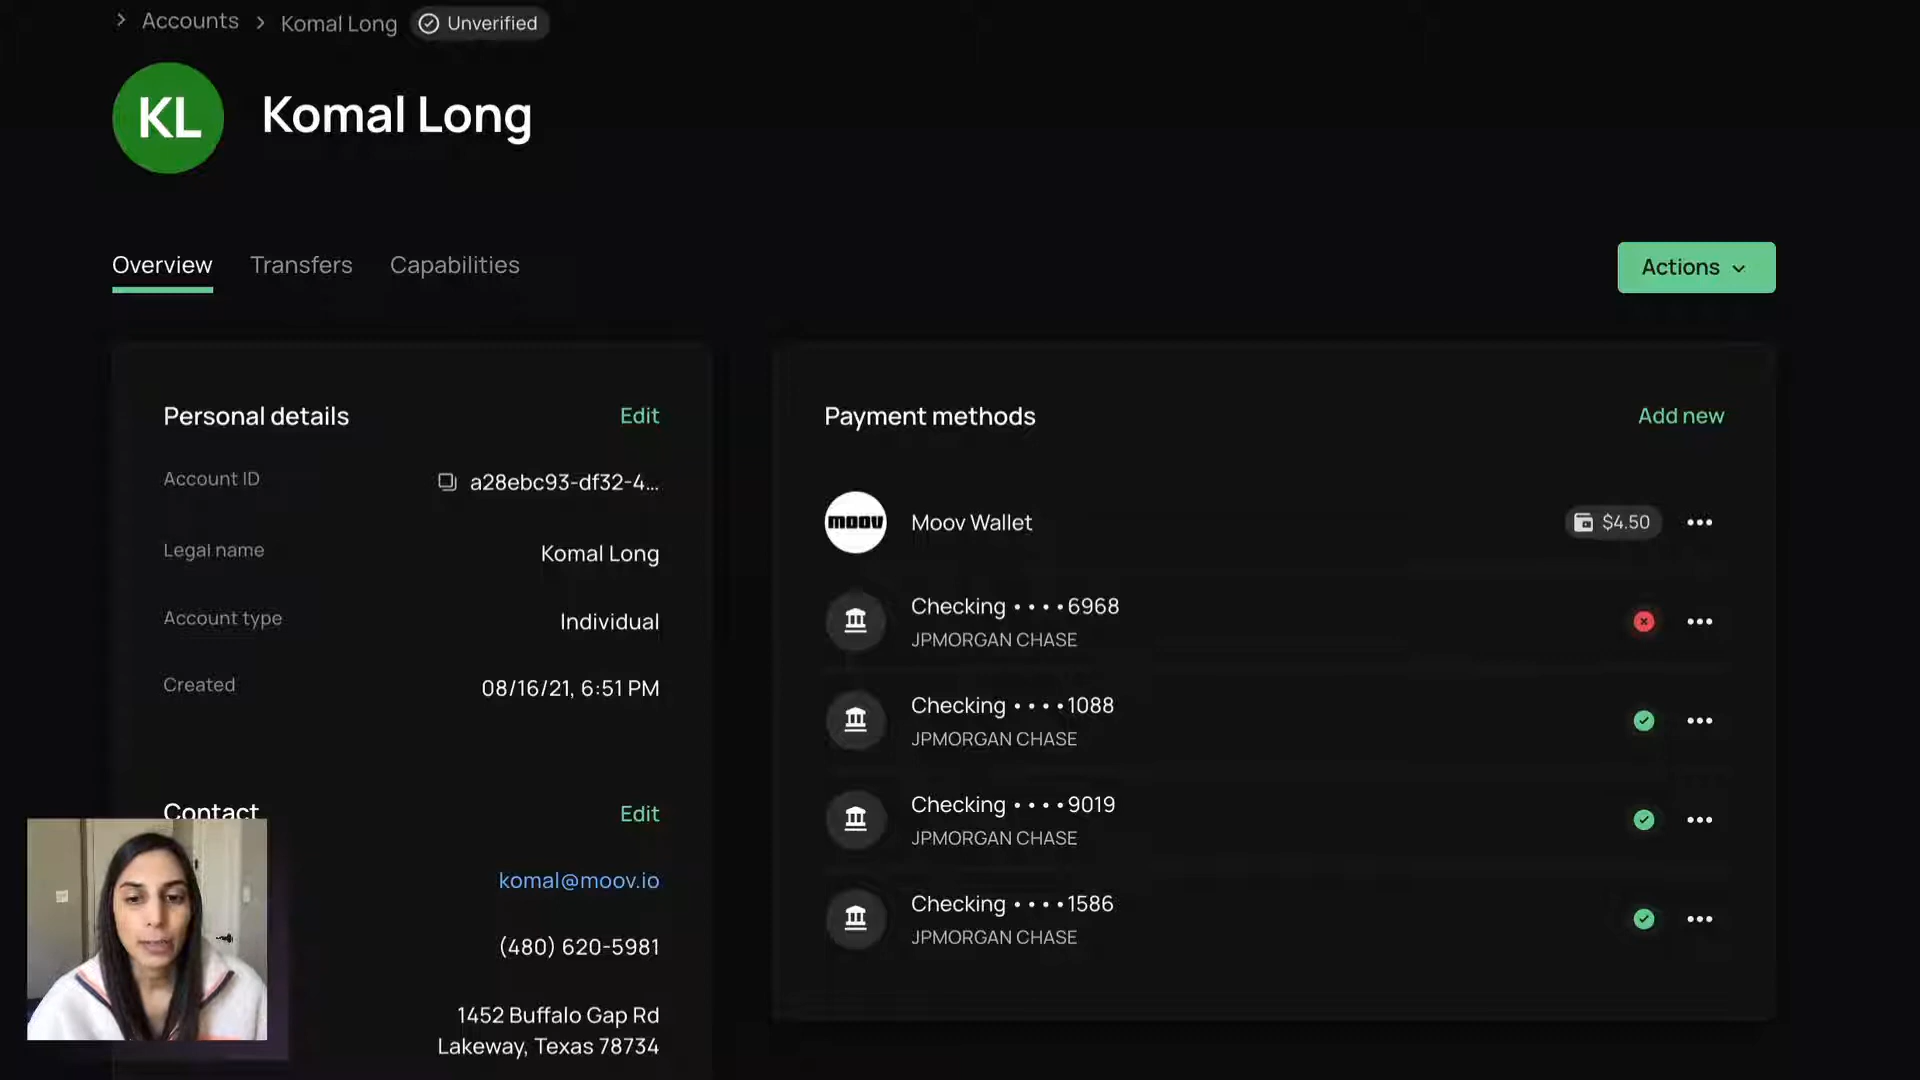 Accounts
Komal Long
Unverified
KL
Komal Long
Overview
Transfers
Capabilities
Actions
Personal details
Edit
Account ID
a28ebc93-df32-4...
Legal name
Komal Long
Account type
Individual
Created
08/16/21, 6:51 PM
Contact
Edit
komal@moov.io
(480) 620-5981
1452 Buffalo Gap Rd
Lakeway, Texas 78734
Payment methods
Add new
moov
Moov Wallet
$4.50
Checking ••••6968
JPMORGAN CHASE
Checking ••••1088
JPMORGAN CHASE
Checking ••••9019
JPMORGAN CHASE
Checking ••••1586
JPMORGAN CHASE